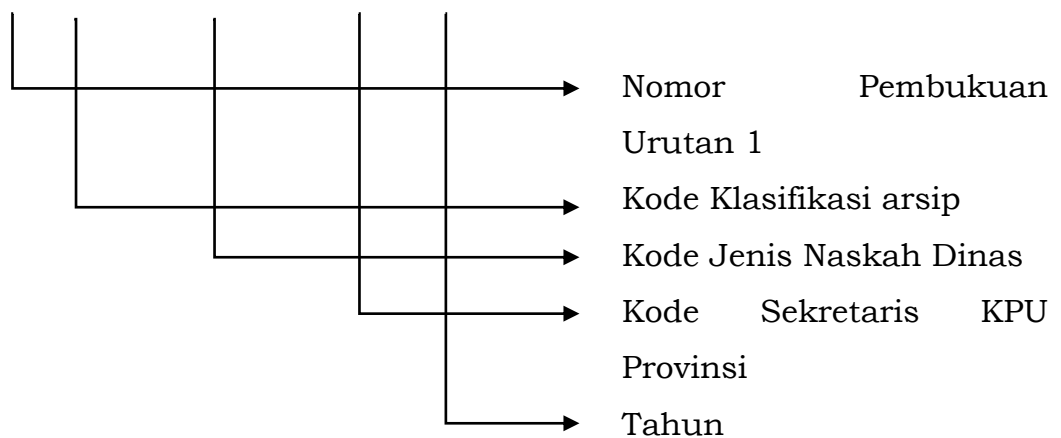 Nomor Pembukuan
Urutan 1
Kode Klasifikasi arsip
Kode Jenis Naskah Dinas
Kode Sekretaris KPU
Provinsi
Tahun